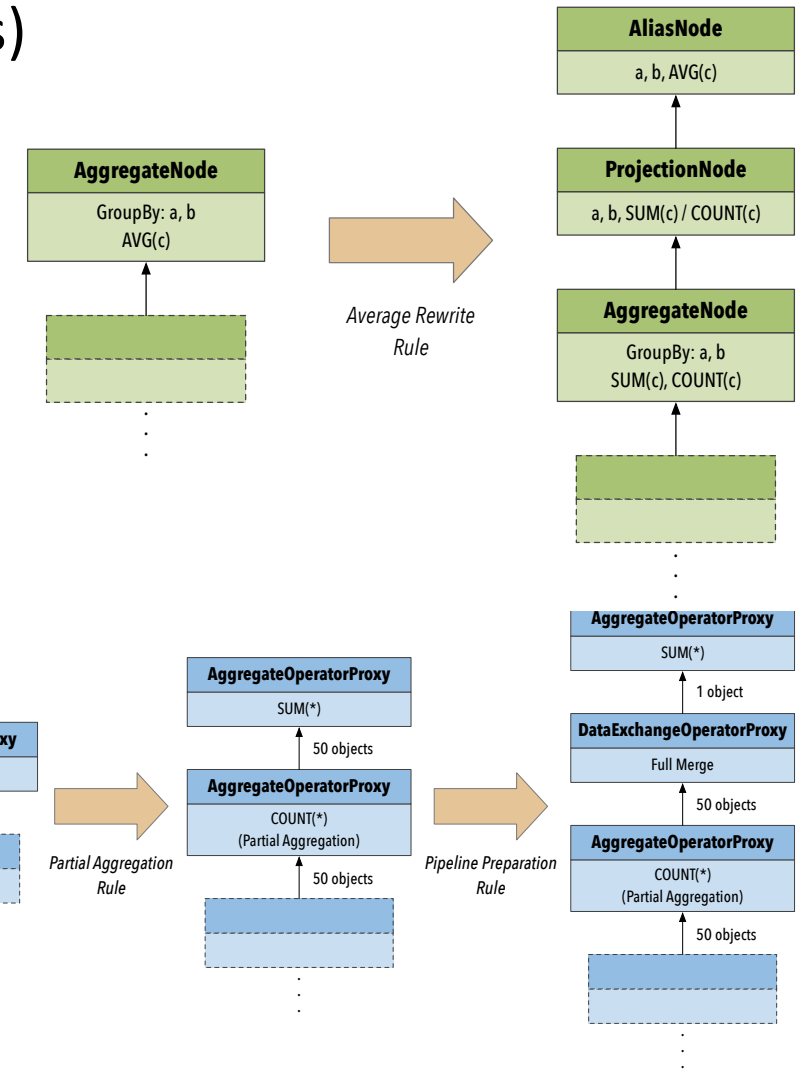 s)
AliasNode
a, b, AVG(c)
AggregateNode
GroupBy: a, b
AVG(c)
Average Rewrite
Rule
ProjectionNode
a, b, SUM(c) / COUNT(c)
AggregateNode
GroupBy: a, b
SUM(c), COUNT(c)
xy
Partial Aggregation
Rule
AggregateOperatorProxy
SUM(*)
50 objects
AggregateOperatorProxy
COUNT(*)
(Partial Aggregation)
50 objects
Pipeline Preparation
Rule
AggregateOperatorProxy
SUM(*)
1 object
DataExchangeOperatorProxy
Full Merge
50 objects
AggregateOperatorProxy
COUNT(*)
(Partial Aggregation)
50 objects